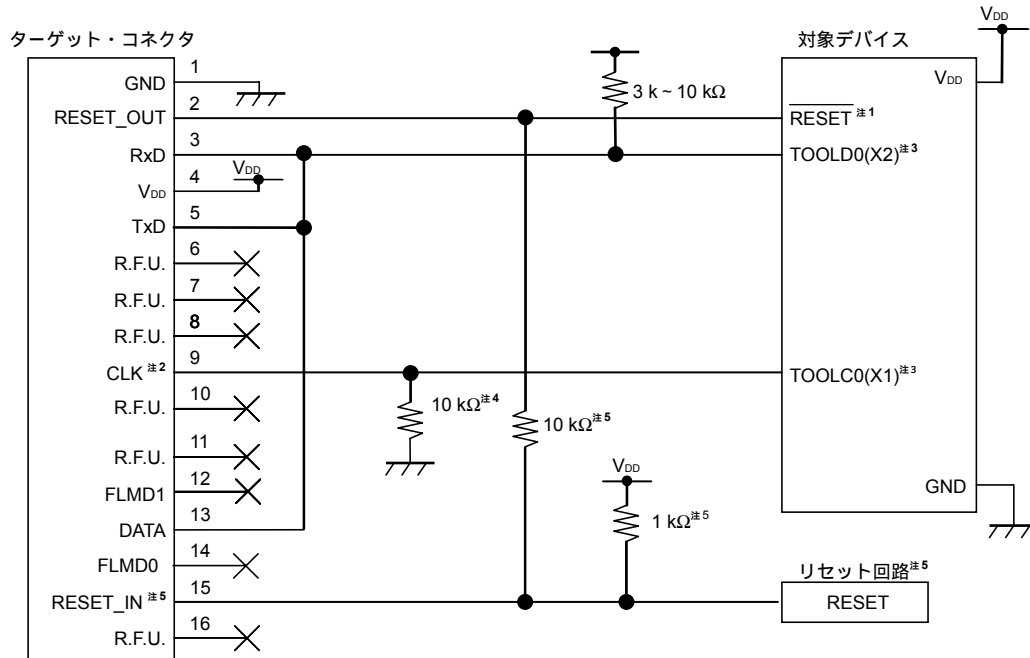 ターゲット・コネクタ
GND 1
RESET_OUT 2
RxD 3
VDD 4
VDD
TxD 5
R.F.U. 6
R.F.U. 7
R.F.U. 8
CLK 注2 9
R.F.U. 10
R.F.U. 11
FLMD1 12
DATA 13
FLMD0 14
RESET_IN 注5 15
R.F.U. 16
3 k ~ 10 kΩ
10 kΩ注4
10 kΩ注5
VDD
1 kΩ注5
VDD
対象デバイス
VDD
RESET 注1
TOOLD0(X2)注3
TOOLC0(X1)注3
GND
リセット回路注5
RESET